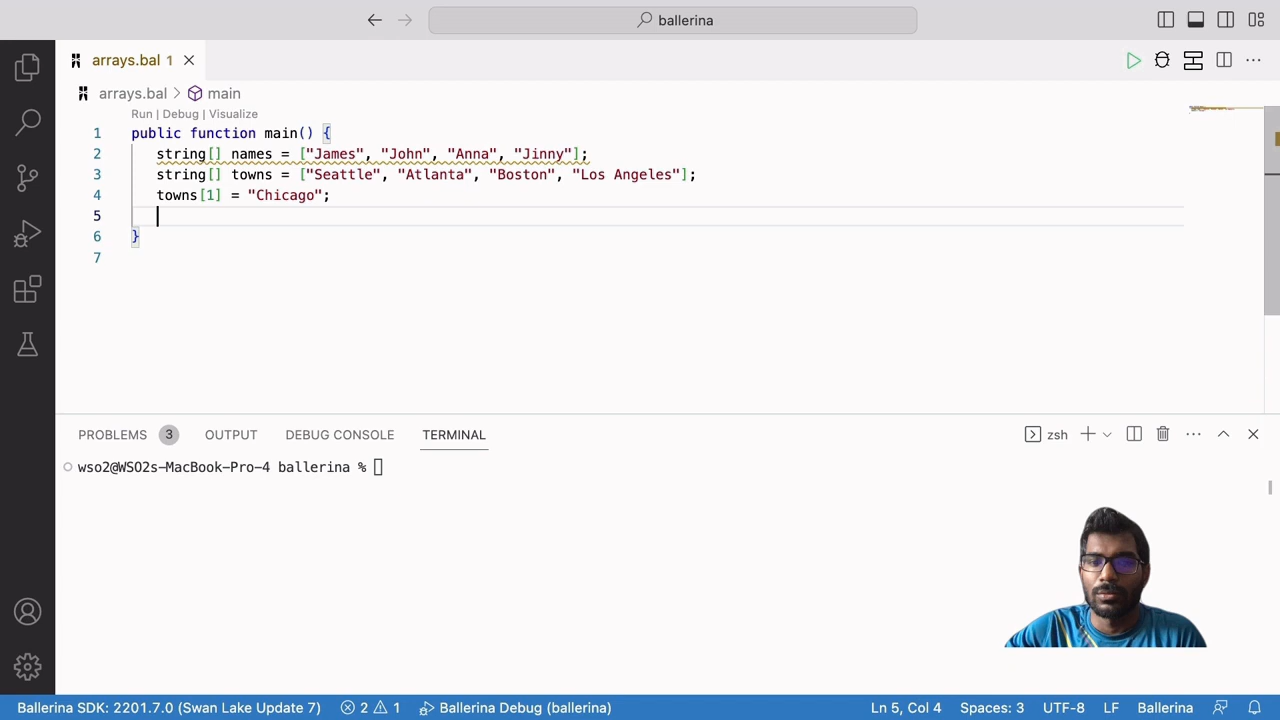 ballerina
arrays.bal 1
arrays.bal > main
Run | Debug | Visualize
1 public function main() {
2 string[] names = ["James", "John", "Anna", "Jinny"];
3 string[] towns = ["Seattle", "Atlanta", "Boston", "Los Angeles"];
4 towns[1] = "Chicago";
5
6 }
7
PROBLEMS 3 OUTPUT DEBUG CONSOLE TERMINAL zsh
wso2@WSO2s-MacBook-Pro-4 ballerina %
Ballerina SDK: 2201.7.0 (Swan Lake Update 7) 2 1 Ballerina Debug (ballerina) Ln 5, Col 4 Spaces: 3 UTF-8 LF Ballerina